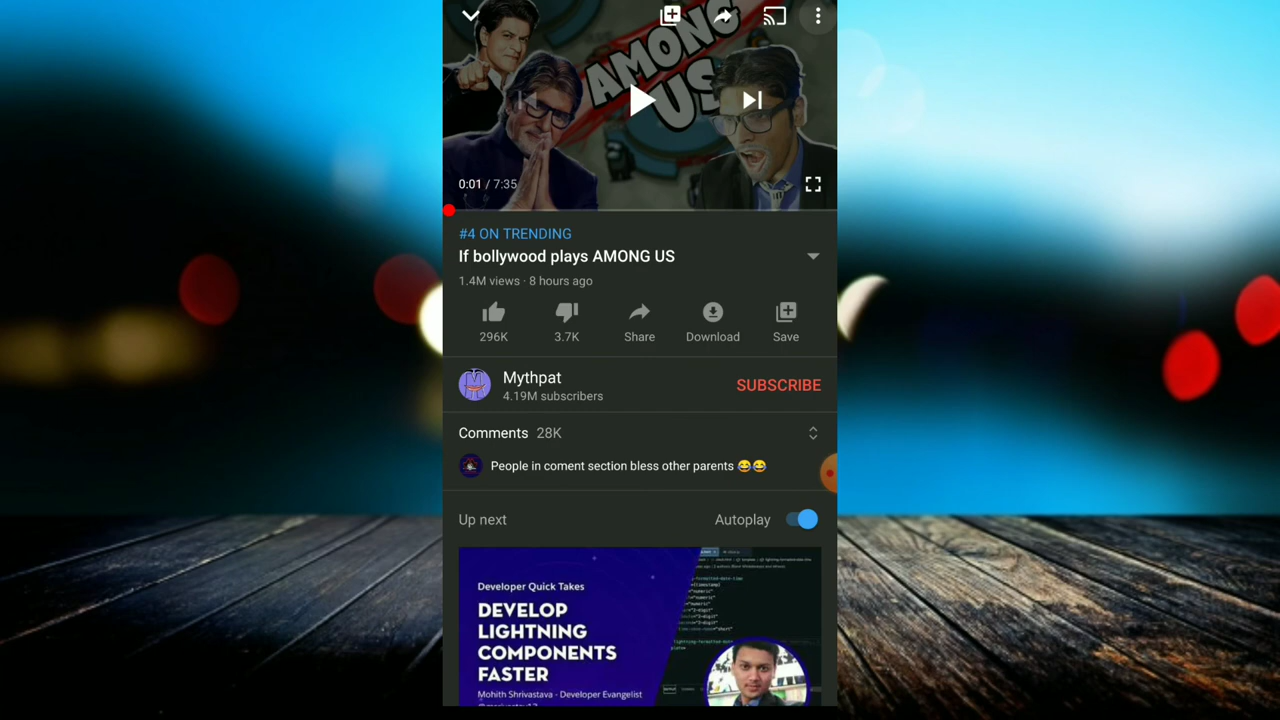 AMONG
US
0:01 / 7:35
#4 ON TRENDING
If bollywood plays AMONG US
1.4M views · 8 hours ago
296K
3.7K
Share
Download
Save
Mythpat
4.19M subscribers
SUBSCRIBE
Comments 28K
People in coment section bless other parents 😂😂
Up next
Autoplay
Developer Quick Takes
DEVELOP
LIGHTNING
COMPONENTS
FASTER
Mohith Shrivastava - Developer Evangelist